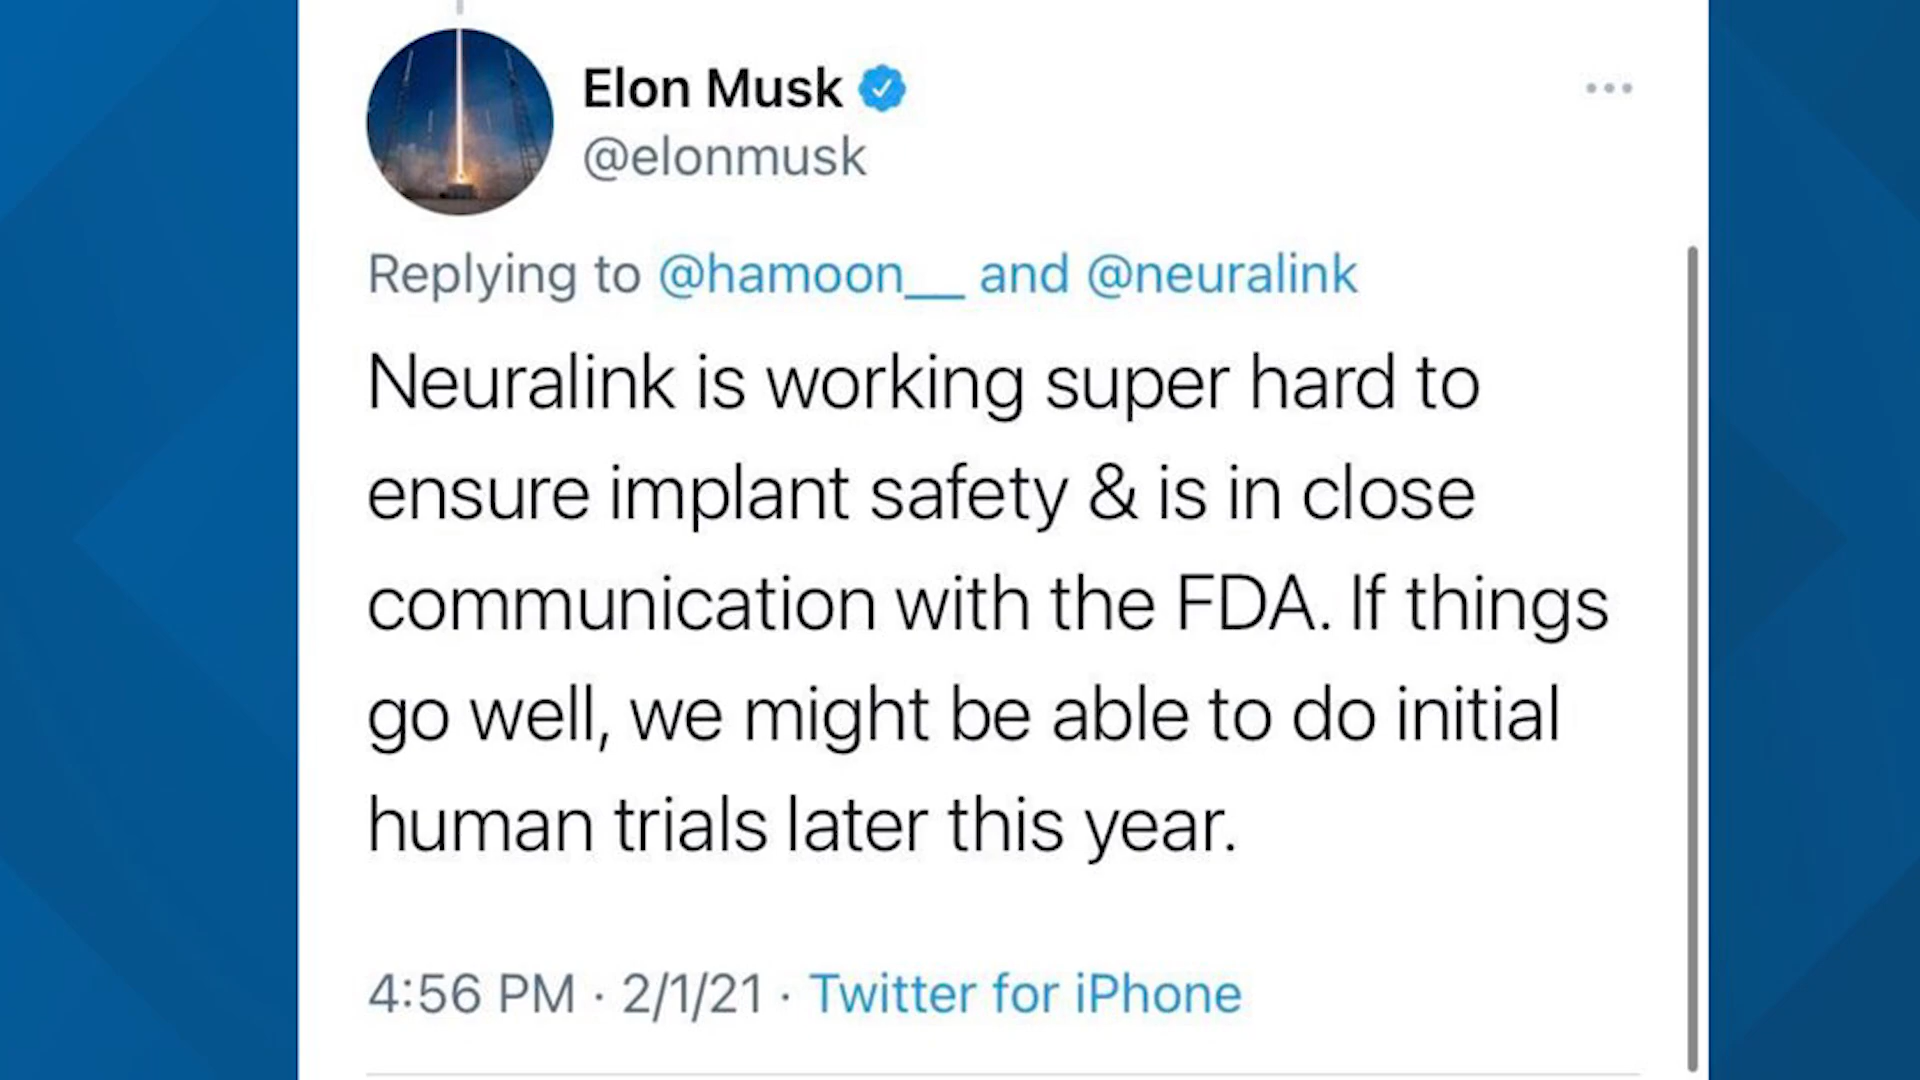 Elon Musk
@elonmusk
Replying to @hamoon__ and @neuralink
Neuralink is working super hard to
ensure implant safety & is in close
communication with the FDA. If things
go well, we might be able to do initial
human trials later this year.
4:56 PM · 2/1/21 · Twitter for iPhone